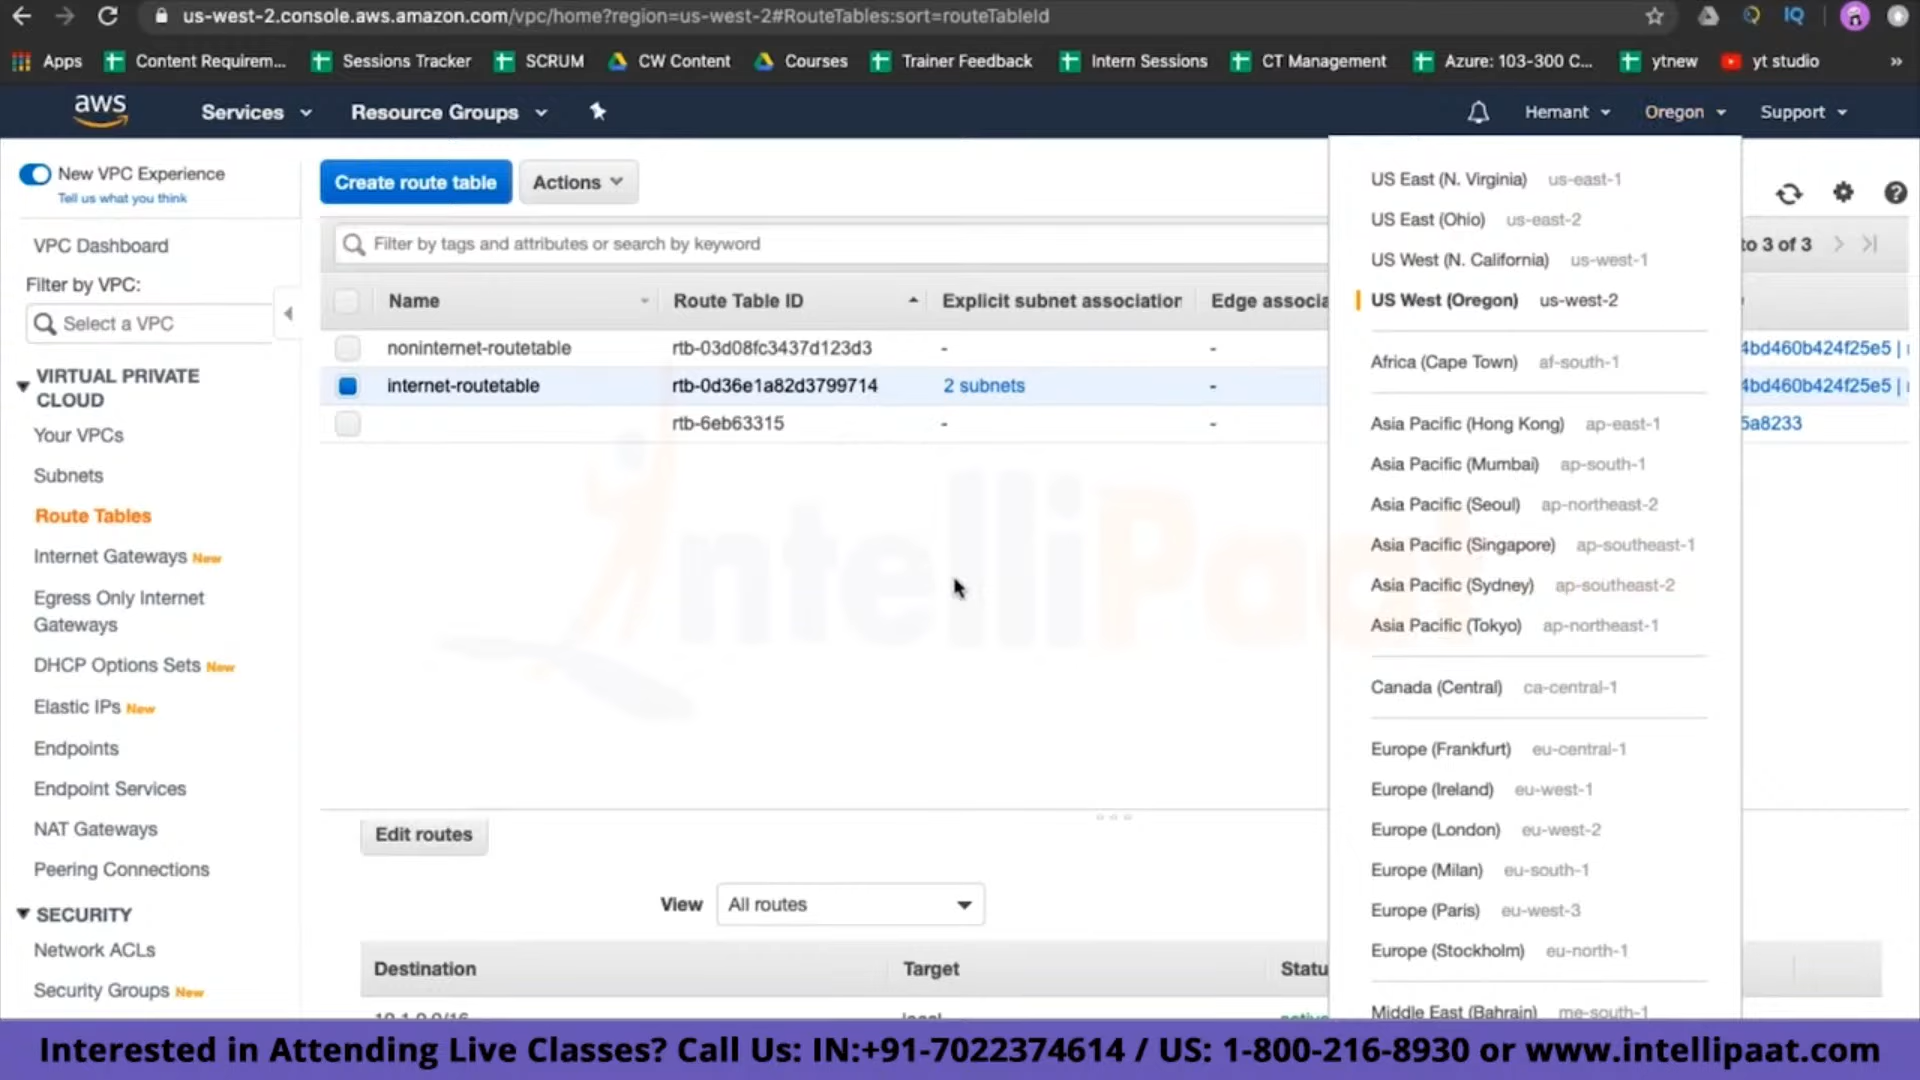 us-west-2.console.aws.amazon.com/vpc/home?region=us-west-2#RouteTables:sort=routeTableId
Apps Content Requirem... Sessions Tracker SCRUM CW Content Courses Trainer Feedback Intern Sessions CT Management Azure: 103-300 C... ytnew yt studio »
aws Services Resource Groups Hemant Oregon Support
New VPC Experience
Tell us what you think
VPC Dashboard
Filter by VPC:
Select a VPC
VIRTUAL PRIVATE
CLOUD
Your VPCs
Subnets
Route Tables
Internet Gateways New
Egress Only Internet
Gateways
DHCP Options Sets New
Elastic IPs New
Endpoints
Endpoint Services
NAT Gateways
Peering Connections
SECURITY
Network ACLs
Security Groups New
Create route table Actions
Filter by tags and attributes or search by keyword
to 3 of 3
Name Route Table ID Explicit subnet association Edge associa
noninternet-routetable rtb-03d08fc3437d123d3 - - 4bd460b424f25e5 |
internet-routetable rtb-0d36e1a82d3799714 2 subnets - 4bd460b424f25e5 |
rtb-6eb63315 - - 5a8233
IntelliPaat
Edit routes
View All routes
Destination Target Statu
10.1.0.0/16 local active
US East (N. Virginia) us-east-1
US East (Ohio) us-east-2
US West (N. California) us-west-1
US West (Oregon) us-west-2
Africa (Cape Town) af-south-1
Asia Pacific (Hong Kong) ap-east-1
Asia Pacific (Mumbai) ap-south-1
Asia Pacific (Seoul) ap-northeast-2
Asia Pacific (Singapore) ap-southeast-1
Asia Pacific (Sydney) ap-southeast-2
Asia Pacific (Tokyo) ap-northeast-1
Canada (Central) ca-central-1
Europe (Frankfurt) eu-central-1
Europe (Ireland) eu-west-1
Europe (London) eu-west-2
Europe (Milan) eu-south-1
Europe (Paris) eu-west-3
Europe (Stockholm) eu-north-1
Middle East (Bahrain) me-south-1
Interested in Attending Live Classes? Call Us: IN:+91-7022374614 / US: 1-800-216-8930 or www.intellipaat.com